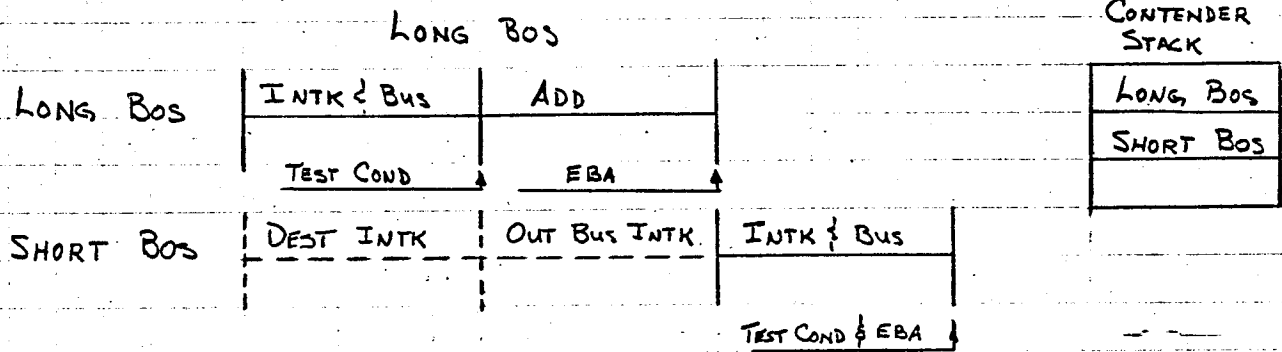 LONG BOS
CONTENDER
STACK
LONG BOS
INTK & BUS
ADD
LONG BOS
SHORT BOS
TEST COND
EBA
SHORT BOS
DEST INTK
OUT BUS INTK.
INTK & BUS
TEST COND & EBA